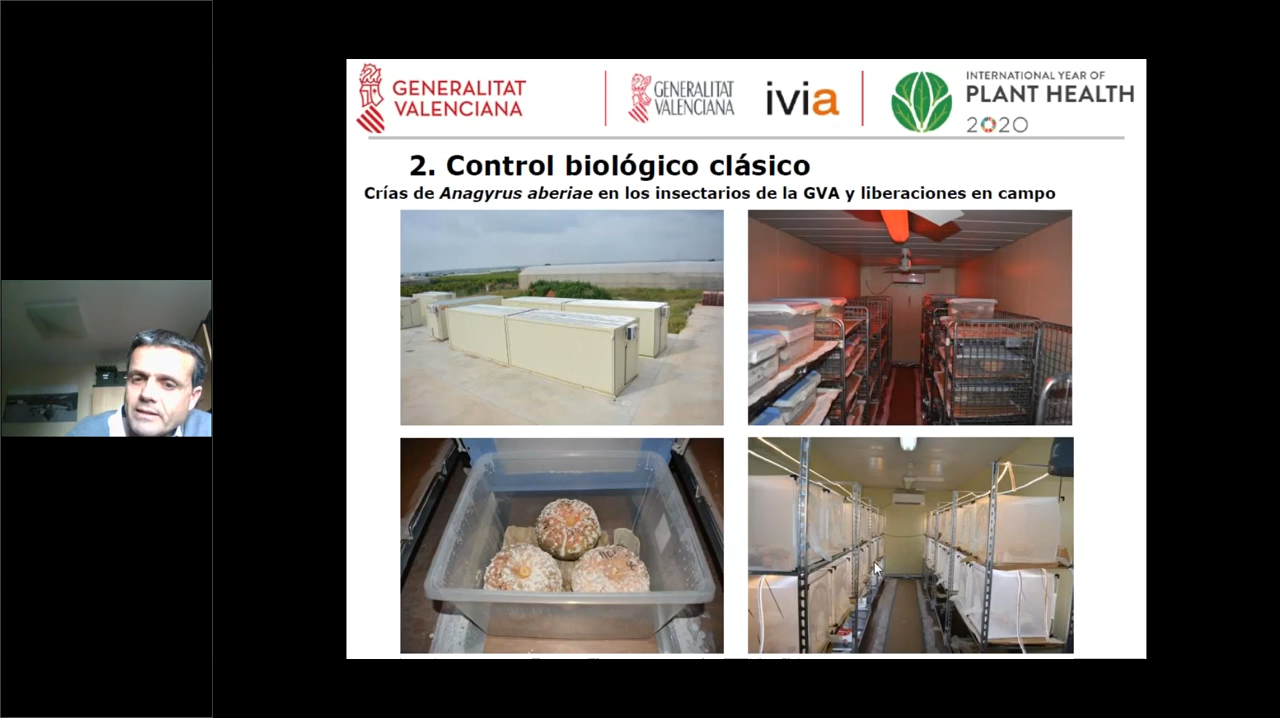 GENERALITAT
VALENCIANA
GENERALITAT
VALENCIANA
ivia
INTERNATIONAL YEAR OF
PLANT HEALTH
2020
2. Control biológico clásico
Crías de Anagyrus aberiae en los insectarios de la GVA y liberaciones en campo